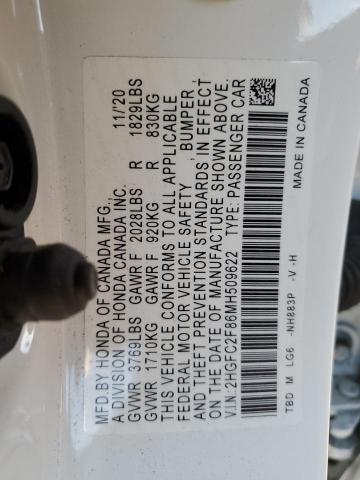 MFD.BY HONDA OF CANADA MFG., 11/'20
A DIVISION OF HONDA CANADA INC.
GVWR 3769LBS GAWR F 2028LBS R 1829LBS
GVWR 1710KG GAWR F 920KG R 830KG
THIS VEHICLE CONFORMS TO ALL APPLICABLE
FEDERAL MOTOR VEHICLE SAFETY , BUMPER ,
AND THEFT PREVENTION STANDARDS IN EFFECT
ON THE DATE OF MANUFACTURE SHOWN ABOVE.
V.I.N.:2HGFC2F86MH509622 TYPE: PASSENGER CAR
TBD M LG6 -NH883P -V -H
MADE IN CANADA